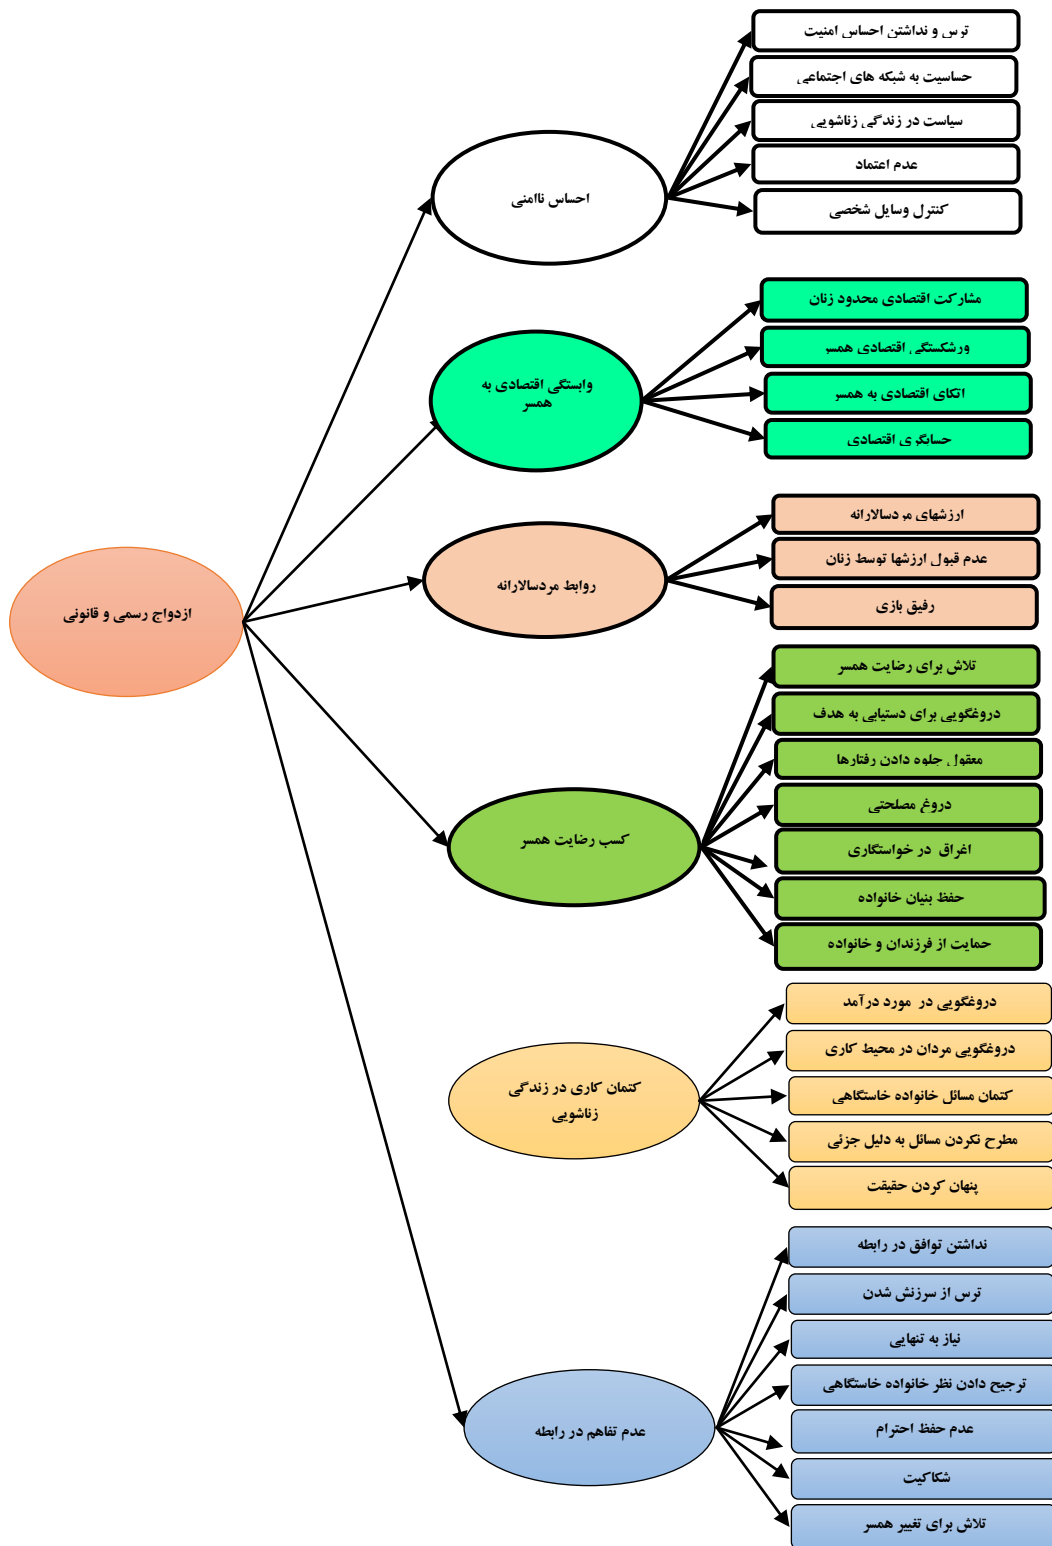 ازدواج رسمی و قانونی
احساس ناامنی
ترس و نداشتن احساس امنیت
حساسیت به شبکه های اجتماعی
سیاست در زندگی زناشویی
عدم اعتماد
کنترل وسایل شخصی
وابستگی اقتصادی به
همسر
مشارکت اقتصادی محدود زنان
ورشکستگی اقتصادی همسر
اتکای اقتصادی به همسر
حسابگری اقتصادی
روابط مردسالارانه
ارزشهای مردسالارانه
عدم قبول ارزشها توسط زنان
رفیق بازی
کسب رضایت همسر
تلاش برای رضایت همسر
دروغگویی برای دستیابی به هدف
معقول جلوه دادن رفتارها
دروغ مصلحتی
اغراق در خواستگاری
حفظ بنیان خانواده
حمایت از فرزندان و خانواده
کتمان کاری در زندگی
زناشویی
دروغگویی در مورد درآمد
دروغگویی مردان در محیط کاری
کتمان مسائل خانواده خاستگاهی
مطرح نکردن مسائل به دلیل جزئی
پنهان کردن حقیقت
عدم تفاهم در رابطه
نداشتن توافق در رابطه
ترس از سرزنش شدن
نیاز به تنهایی
ترجیح دادن نظر خانواده خاستگاهی
عدم حفظ احترام
شکاکیت
تلاش برای تغییر همسر